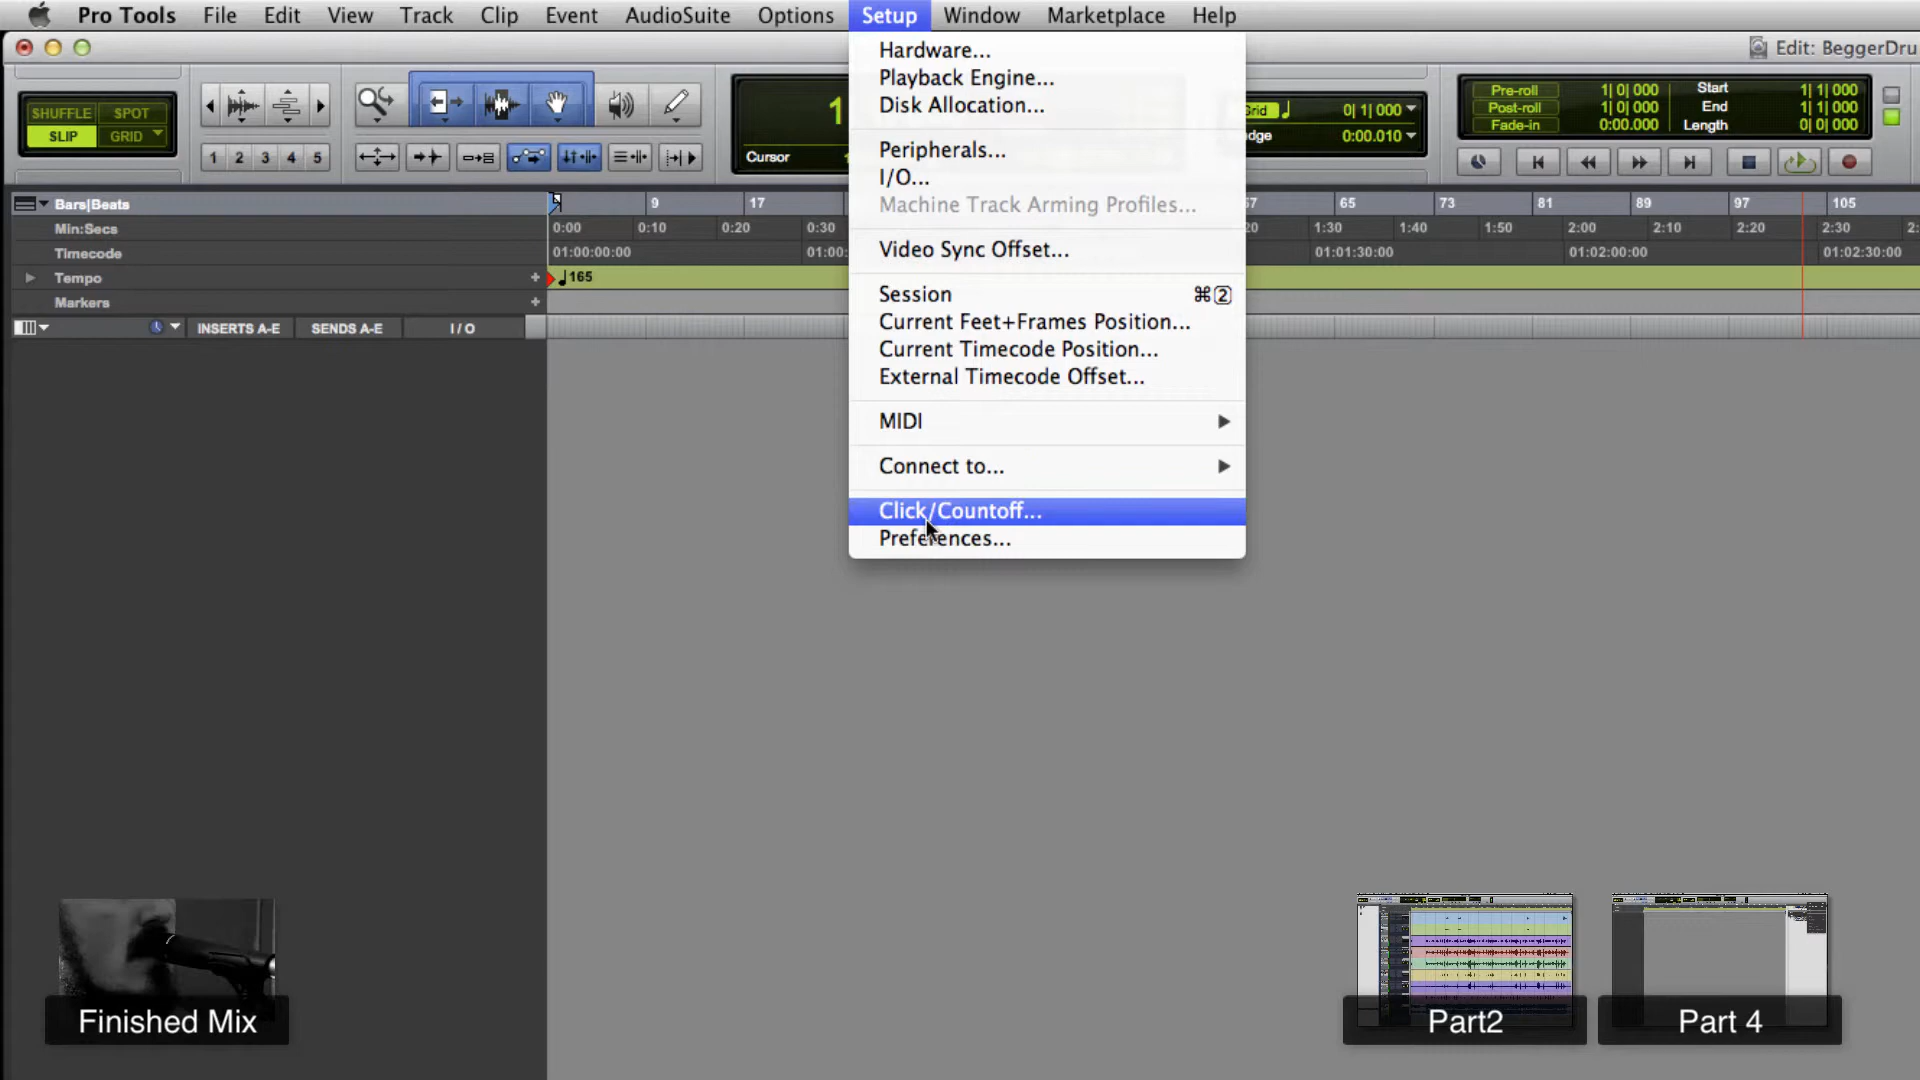 Pro Tools File Edit View Track Clip Event AudioSuite Options Setup Window Marketplace Help
Edit: BeggerDru
SHUFFLE SPOT
SLIP GRID
1 2 3 4 5
1
Cursor
Grid 0| 1| 000
0:00.010
Pre-roll 1| 0| 000 Start 1| 1| 000
Post-roll 1| 0| 000 End 1| 1| 000
Fade-in 0:00.000 Length 0| 0| 000
Hardware...
Playback Engine...
Disk Allocation...
Peripherals...
I/O...
Machine Track Arming Profiles...
Video Sync Offset...
Session ⌘2
Current Feet+Frames Position...
Current Timecode Position...
External Timecode Offset...
MIDI
Connect to...
Click/Countoff...
Preferences...
Bars|Beats 9 17 65 73 81 89 97 105
Min:Secs 0:00 0:10 0:20 0:30 1:30 1:40 1:50 2:00 2:10 2:20 2:30
Timecode 01:00:00:00 01:00: 01:01:30:00 01:02:00:00 01:02:30:00
Tempo + 165
Markers +
INSERTS A-E SENDS A-E I / O
Finished Mix
Part2
Part 4